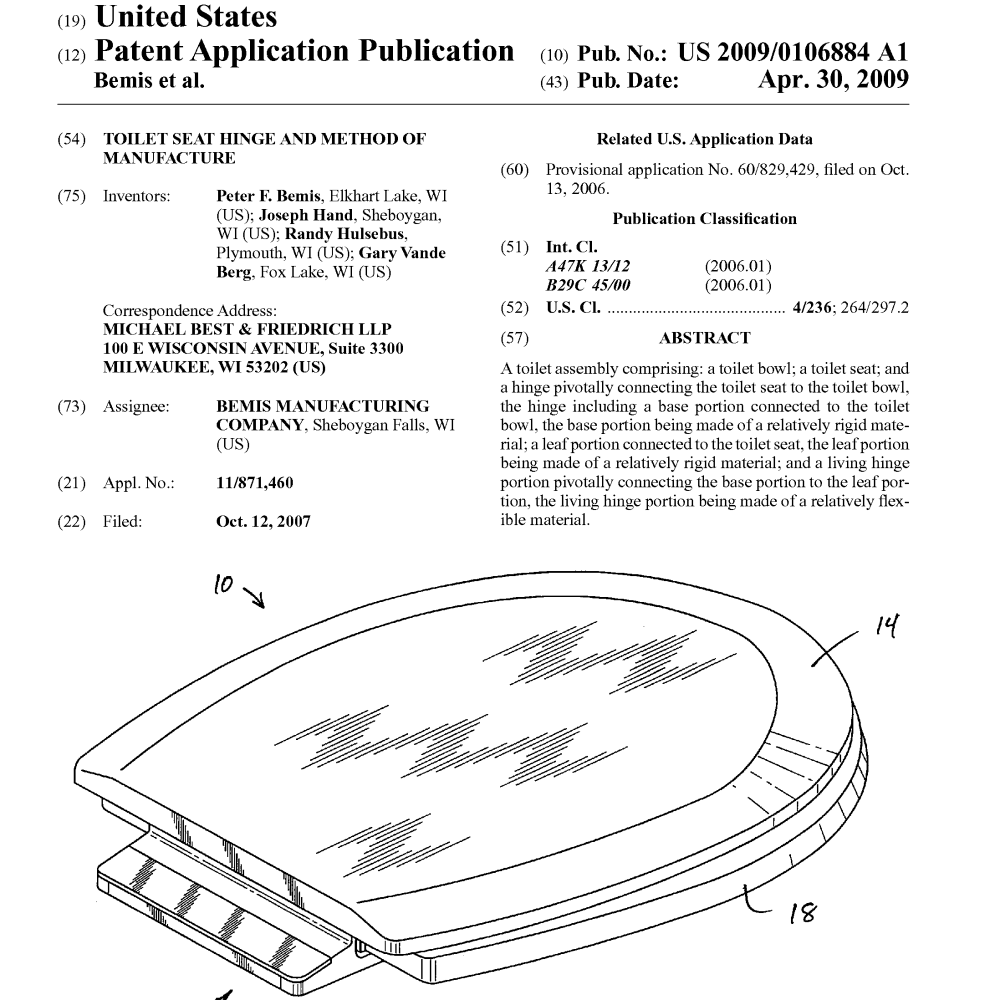 (19) United States
(12) Patent Application Publication
Bemis et al.
(10) Pub. No.: US 2009/0106884 A1
(43) Pub. Date: Apr. 30, 2009
(54) TOILET SEAT HINGE AND METHOD OF
MANUFACTURE
(75) Inventors: Peter F. Bemis, Elkhart Lake, WI
(US); Joseph Hand, Sheboygan,
WI (US); Randy Hulsebus,
Plymouth, WI (US); Gary Vande
Berg, Fox Lake, WI (US)
Correspondence Address:
MICHAEL BEST & FRIEDRICH LLP
100 E WISCONSIN AVENUE, Suite 3300
MILWAUKEE, WI 53202 (US)
(73) Assignee: BEMIS MANUFACTURING
COMPANY, Sheboygan Falls, WI
(US)
(21) Appl. No.: 11/871,460
(22) Filed: Oct. 12, 2007
Related U.S. Application Data
(60) Provisional application No. 60/829,429, filed on Oct.
13, 2006.
Publication Classification
(51) Int. Cl.
A47K 13/12 (2006.01)
B29C 45/00 (2006.01)
(52) U.S. Cl. ......................................... 4/236; 264/297.2
(57) ABSTRACT
A toilet assembly comprising: a toilet bowl; a toilet seat; and
a hinge pivotally connecting the toilet seat to the toilet bowl,
the hinge including a base portion connected to the toilet
bowl, the base portion being made of a relatively rigid mate-
rial; a leaf portion connected to the toilet seat, the leaf portion
being made of a relatively rigid material; and a living hinge
portion pivotally connecting the base portion to the leaf por-
tion, the living hinge portion being made of a relatively flex-
ible material.
10
14
18